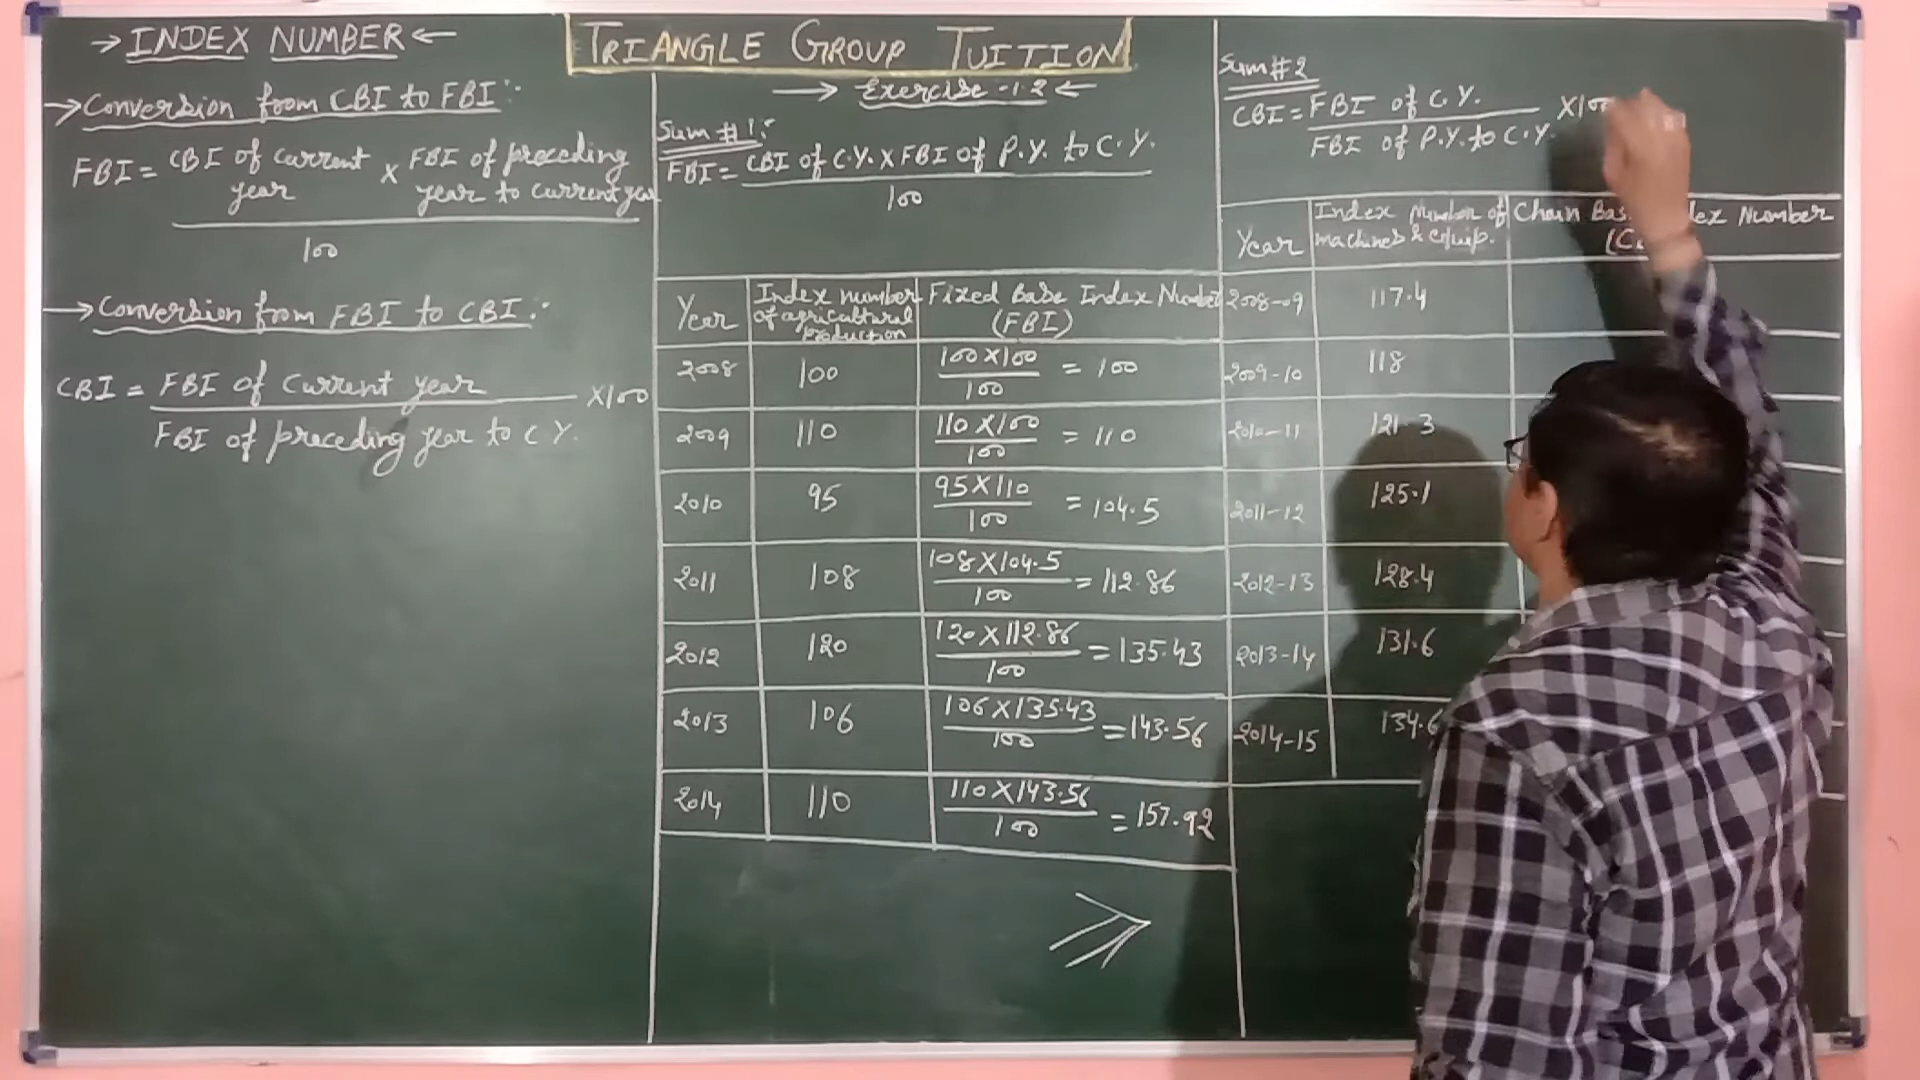 → INDEX NUMBER ←
→ Conversion from CBI to FBI:-
FBI = CBI of current year × FBI of preceding year to current year
100
→ Conversion from FBI to CBI:-
CBI = FBI of current year ×100
FBI of preceding year to C Y.
TRIANGLE GROUP TUITION
→ Exercise -1.2 ←
Sum # 1:-
FBI = CBI of C.Y. × FBI of P.Y. to C.Y.
100
Year Index number of agricultural production Fixed Base Index Number (FBI)
2008 100 100×100 / 100 = 100
2009 110 110×100 / 100 = 110
2010 95 95×110 / 100 = 104.5
2011 108 108×104.5 / 100 = 112.86
2012 120 120×112.86 / 100 = 135.43
2013 106 106×135.43 / 100 = 143.56
2014 110 110×143.56 / 100 = 157.92
Sum # 2
CBI = FBI of C.Y. ×100
FBI of P.Y. to C.Y.
Year Index Number of machines & equip. Chain Number
2008-09 117.4
2009-10 118
2010-11 121.3
2011-12 125.1
2012-13 128.4
2013-14 131.6
2014-15 134.6